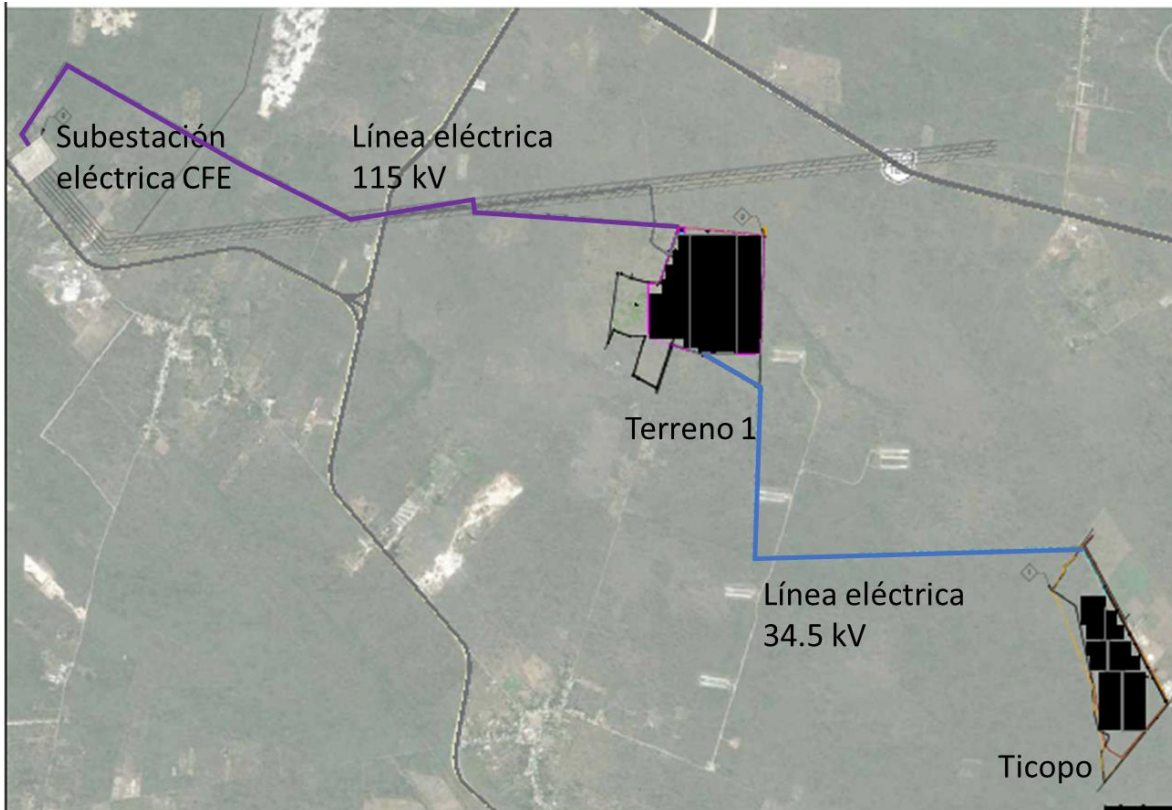 Subestación
eléctrica CFE
Línea eléctrica
115 kV
Terreno 1
Línea eléctrica
34.5 kV
Ticopo